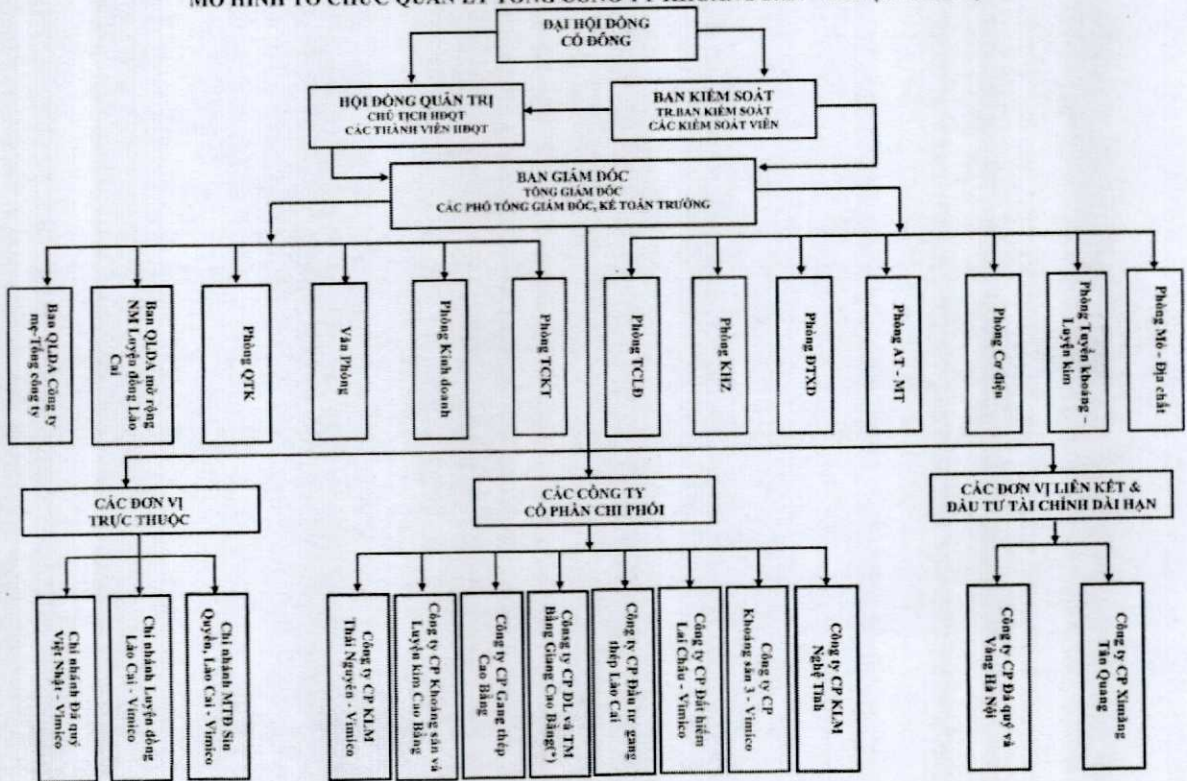 MÔ HÌNH TỔ CHỨC QUẢN LÝ TỔNG CÔNG TY
ĐẠI HỘI ĐỒNG
CỔ ĐÔNG
HỘI ĐỒNG QUẢN TRỊ
CHỦ TỊCH HĐQT
CÁC THÀNH VIÊN HĐQT
BAN KIỂM SOÁT
TR.BAN KIỂM SOÁT
CÁC KIỂM SOÁT VIÊN
BAN GIÁM ĐỐC
TỔNG GIÁM ĐỐC
CÁC PHÓ TỔNG GIÁM ĐỐC, KẾ TOÁN TRƯỞNG
Ban QLDA Công ty
mẹ-Tổng công ty
Ban QLDA mở rộng
NM Luyện đồng Lào
Cai
Phòng QTK
Văn Phòng
Phòng Kinh doanh
Phòng TCKT
Phòng TCLĐ
Phòng KHZ
Phòng ĐTXD
Phòng AT - MT
Phòng Cơ điện
Phòng Tuyển khoáng –
Luyện kim
Phòng Mỏ – Địa chất
CÁC ĐƠN VỊ
TRỰC THUỘC
CÁC CÔNG TY
CỔ PHẦN CHI PHỐI
CÁC ĐƠN VỊ LIÊN KẾT &
ĐẦU TƯ TÀI CHÍNH DÀI HẠN
Chi nhánh Đá quý
Việt Nhật - Vimico
Chi nhánh Luyện đồng
Lào Cai - Vimico
Chi nhánh MTĐ Sin
Quyền, Lào Cai - Vimico
Công ty CP KLM
Thái Nguyên - Vimico
Công ty CP Khoáng sản và
Luyện kim Cao Bằng
Công ty CP Gang thép
Cao Bằng
Công ty CP DL và TM
Bằng Giang Cao Bằng(*)
Công ty CP Đầu tư gang
thép Lào Cai
Công ty CP Đất hiếm
Lai Châu – Vimico
Công ty CP
Khoáng sản 3 - Vimico
Công ty CP KLM
Nghệ Tĩnh
Công ty CP Đá quý và
Vàng Hà Nội
Công ty CP Ximăng
Tân Quang